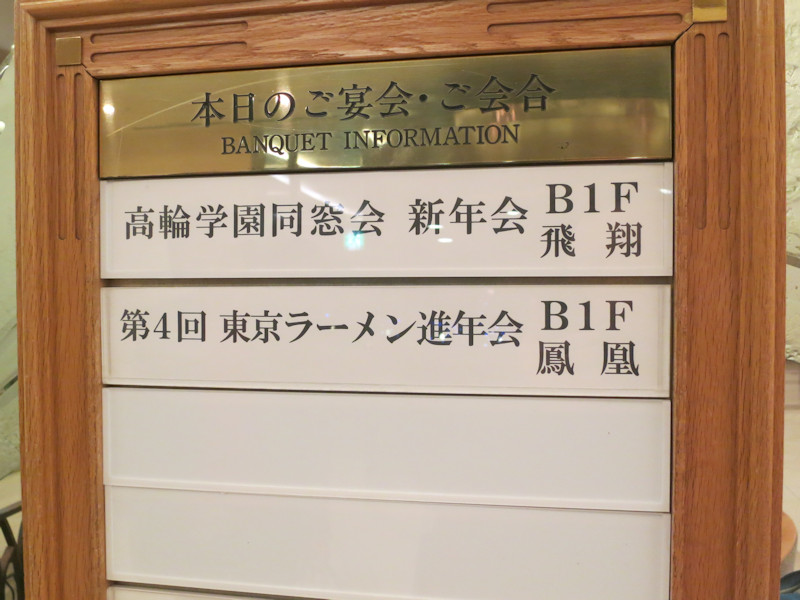 本日のご宴会・ご会合
BANQUET INFORMATION
高輪学園同窓会 新年会 B1F
飛翔
第4回 東京ラーメン進年会 B1F
鳳凰